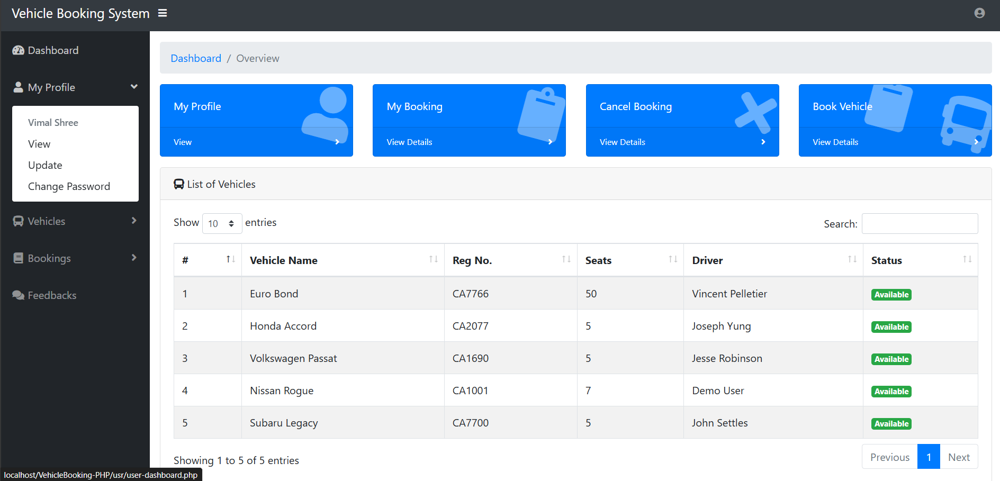 Vehicle Booking System
Dashboard
My Profile
Vimal Shree
View
Update
Change Password
Vehicles
Bookings
Feedbacks
Dashboard / Overview
My Profile
View
My Booking
View Details
Cancel Booking
View Details
Book Vehicle
View Details
List of Vehicles
Show 10 entries
Search:
# Vehicle Name Reg No. Seats Driver Status
1 Euro Bond CA7766 50 Vincent Pelletier Available
2 Honda Accord CA2077 5 Joseph Yung Available
3 Volkswagen Passat CA1690 5 Jesse Robinson Available
4 Nissan Rogue CA1001 7 Demo User Available
5 Subaru Legacy CA7700 5 John Settles Available
Showing 1 to 5 of 5 entries
Previous 1 Next
localhost/VehicleBooking-PHP/usr/user-dashboard.php